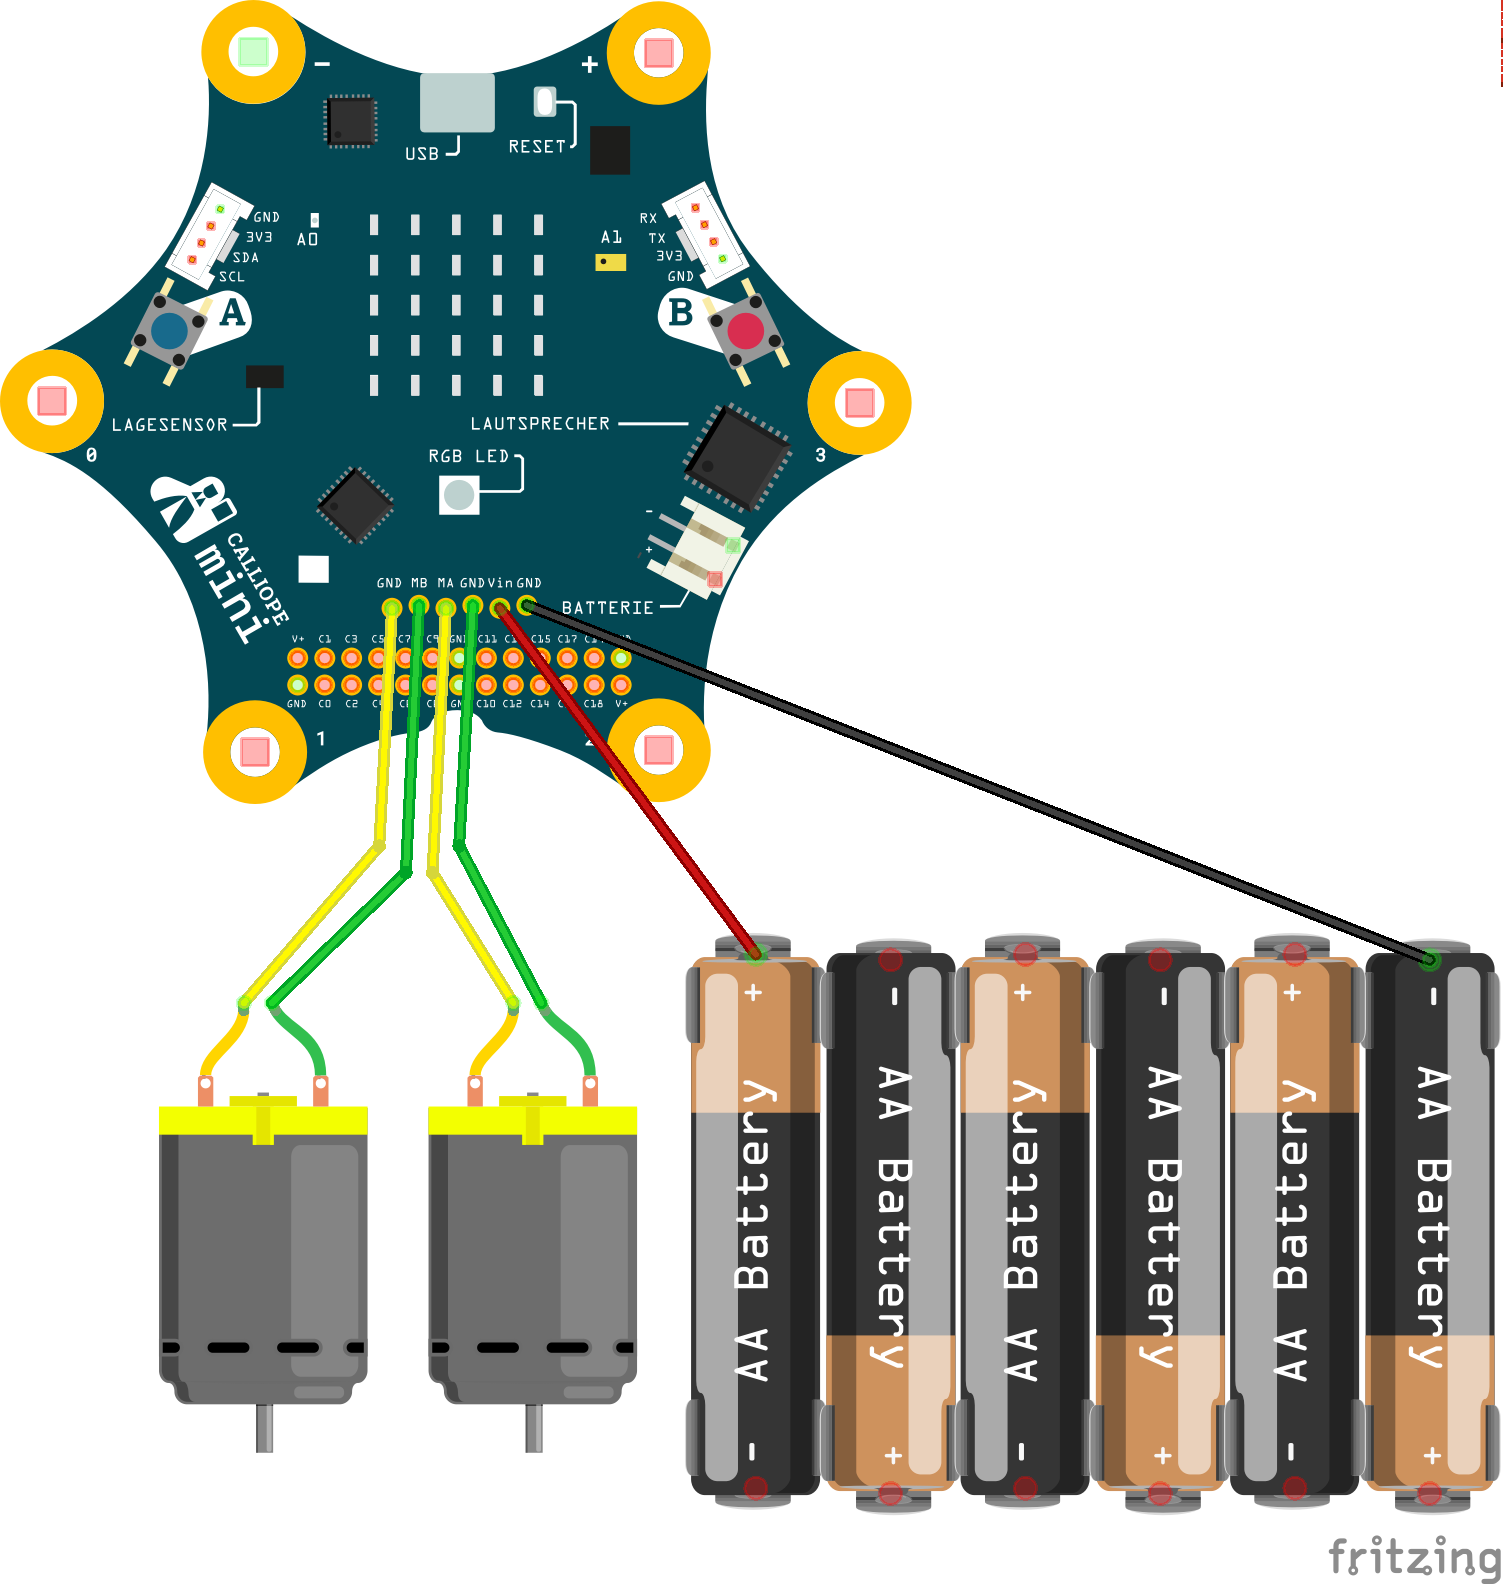 - +
USB
RESET
GND
3V3
SDA
SCL
A0
A1
RX
TX
3V3
GND
A
B
LAGESENSOR
LAUTSPRECHER
RGB LED
0
3
CALLIOPE
mini
-
+
BATTERIE
GND MB MA GND Vin GND
V+ C1 C3 C11 C15 C17
GND C0 C2 C10 C12 C14 C18 V+
1
+ - + - + -
AA Battery
AA Battery
AA Battery
AA Battery
AA Battery
AA Battery
- + - + - +
fritzing